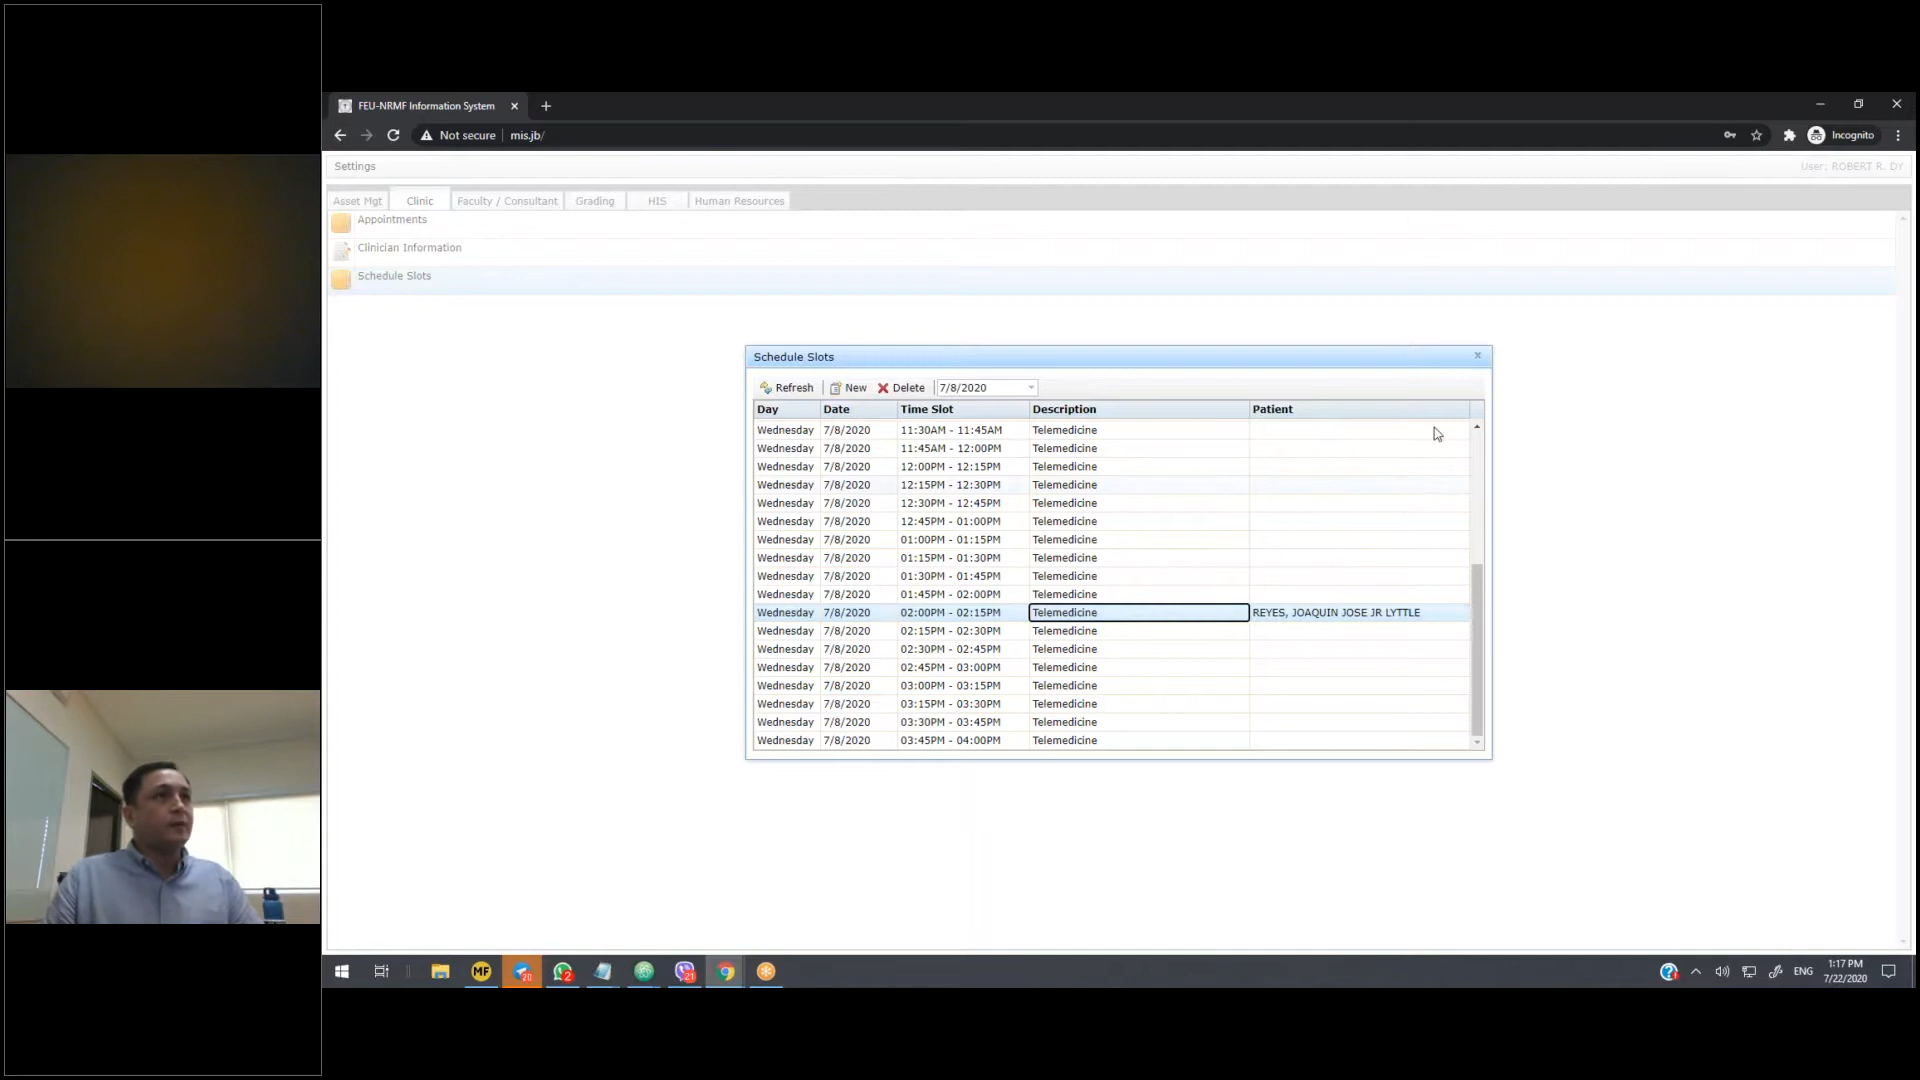 FEU-NRMF Information System
Not secure mis.jb/
Incognito
Settings
User: ROBERT R. DY
Asset Mgt Clinic Faculty / Consultant Grading HIS Human Resources
Appointments
Clinician Information
Schedule Slots
Schedule Slots
Refresh New Delete 7/8/2020
Day Date Time Slot Description Patient
Wednesday 7/8/2020 11:30AM - 11:45AM Telemedicine
Wednesday 7/8/2020 11:45AM - 12:00PM Telemedicine
Wednesday 7/8/2020 12:00PM - 12:15PM Telemedicine
Wednesday 7/8/2020 12:15PM - 12:30PM Telemedicine
Wednesday 7/8/2020 12:30PM - 12:45PM Telemedicine
Wednesday 7/8/2020 12:45PM - 01:00PM Telemedicine
Wednesday 7/8/2020 01:00PM - 01:15PM Telemedicine
Wednesday 7/8/2020 01:15PM - 01:30PM Telemedicine
Wednesday 7/8/2020 01:30PM - 01:45PM Telemedicine
Wednesday 7/8/2020 01:45PM - 02:00PM Telemedicine
Wednesday 7/8/2020 02:00PM - 02:15PM Telemedicine REYES, JOAQUIN JOSE JR LYTTLE
Wednesday 7/8/2020 02:15PM - 02:30PM Telemedicine
Wednesday 7/8/2020 02:30PM - 02:45PM Telemedicine
Wednesday 7/8/2020 02:45PM - 03:00PM Telemedicine
Wednesday 7/8/2020 03:00PM - 03:15PM Telemedicine
Wednesday 7/8/2020 03:15PM - 03:30PM Telemedicine
Wednesday 7/8/2020 03:30PM - 03:45PM Telemedicine
Wednesday 7/8/2020 03:45PM - 04:00PM Telemedicine
MF 20 2 21 ENG 1:17 PM
7/22/2020